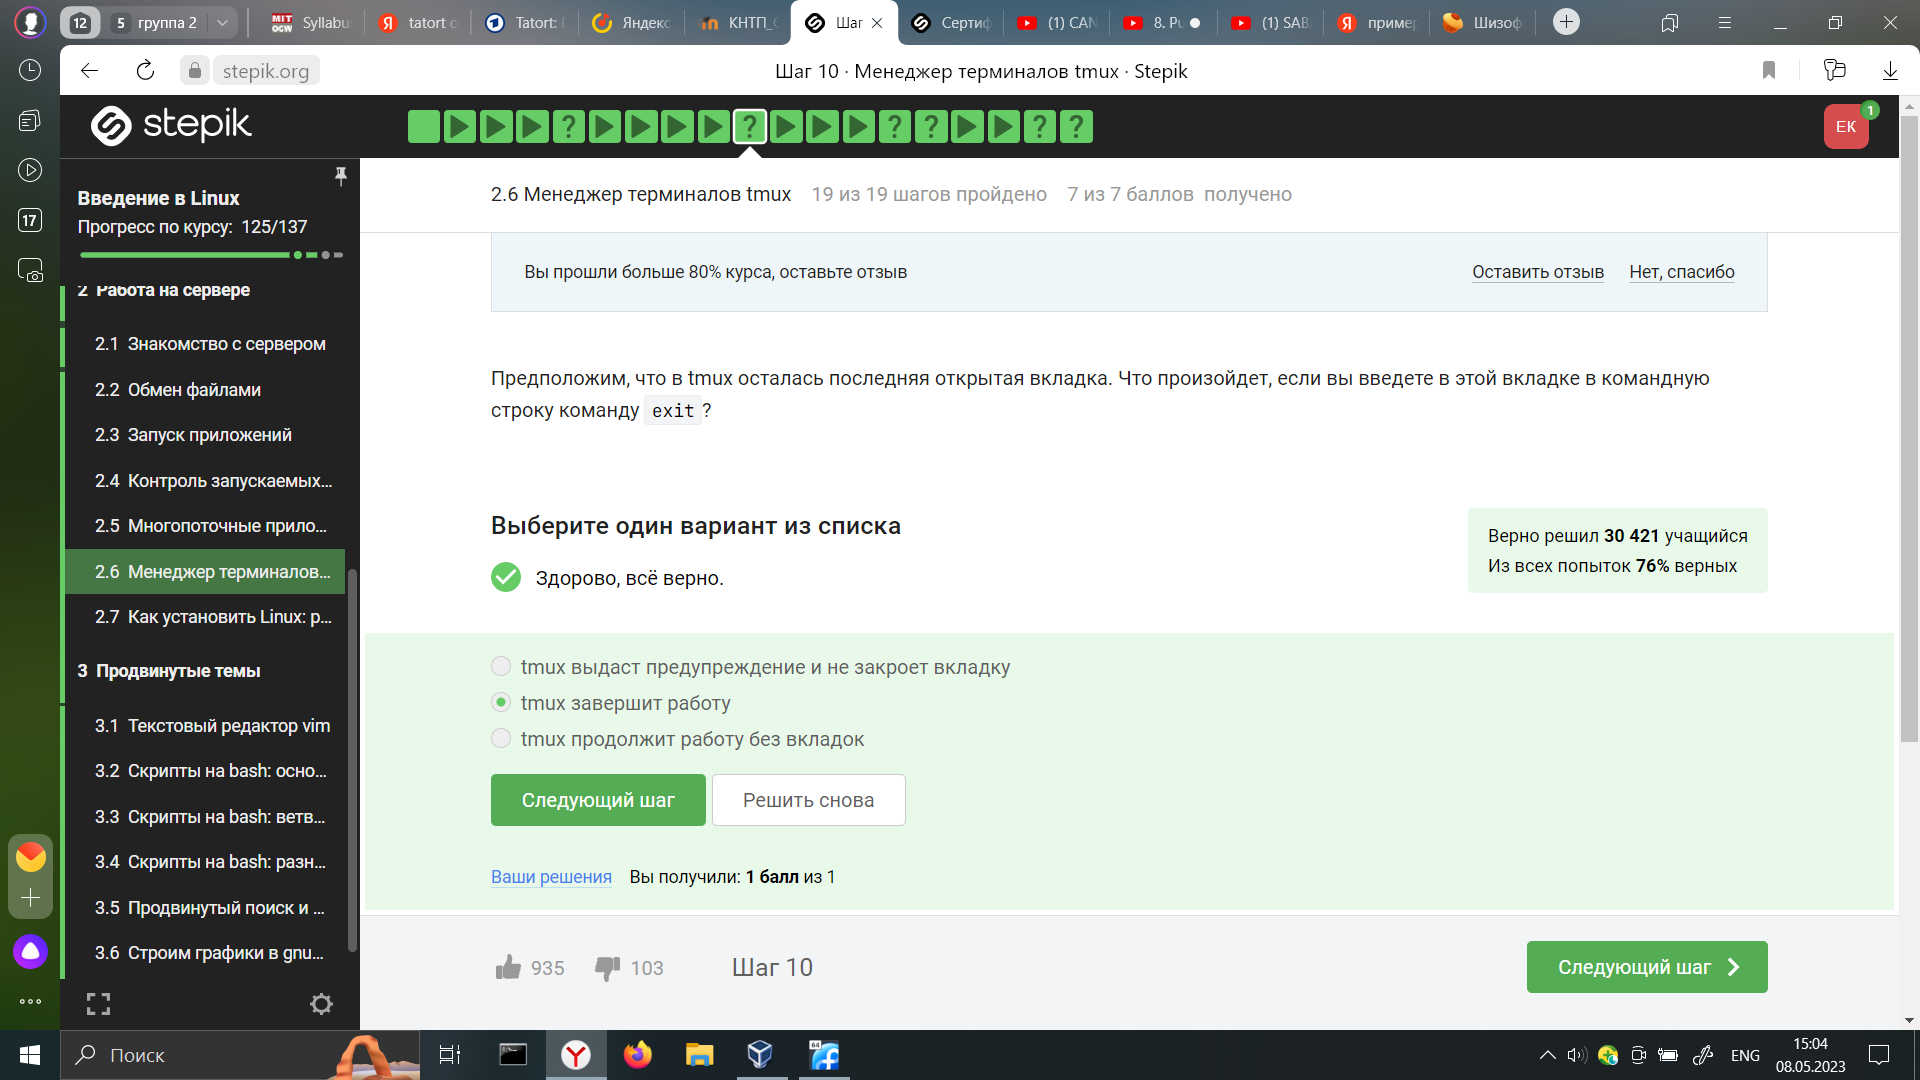 12
5 группа 2
MIT OCW Syllabu
Я tatort c
Tatort: D
Яндекс
КНТП_С
Шаг
Сертиф
(1) CAN
8. Pu
(1) SAB
Я пример
Шизоф
stepik.org
Шаг 10 · Менеджер терминалов tmux · Stepik
17
stepik
? ? ? ? ? ?
EK
1
Введение в Linux
Прогресс по курсу: 125/137
2 Работа на сервере
2.1 Знакомство с сервером
2.2 Обмен файлами
2.3 Запуск приложений
2.4 Контроль запускаемых...
2.5 Многопоточные прило...
2.6 Менеджер терминалов...
2.7 Как установить Linux: р...
3 Продвинутые темы
3.1 Текстовый редактор vim
3.2 Скрипты на bash: осно...
3.3 Скрипты на bash: ветв...
3.4 Скрипты на bash: разн...
3.5 Продвинутый поиск и ...
3.6 Строим графики в gnu...
2.6 Менеджер терминалов tmux 19 из 19 шагов пройдено 7 из 7 баллов получено
Вы прошли больше 80% курса, оставьте отзыв
Оставить отзыв Нет, спасибо
Предположим, что в tmux осталась последняя открытая вкладка. Что произойдет, если вы введете в этой вкладке в командную
строку команду exit ?
Выберите один вариант из списка
Здорово, всё верно.
Верно решил 30 421 учащийся
Из всех попыток 76% верных
tmux выдаст предупреждение и не закроет вкладку
tmux завершит работу
tmux продолжит работу без вкладок
Следующий шаг Решить снова
Ваши решения Вы получили: 1 балл из 1
935 103 Шаг 10
Следующий шаг
Поиск
64
ENG
15:04
08.05.2023